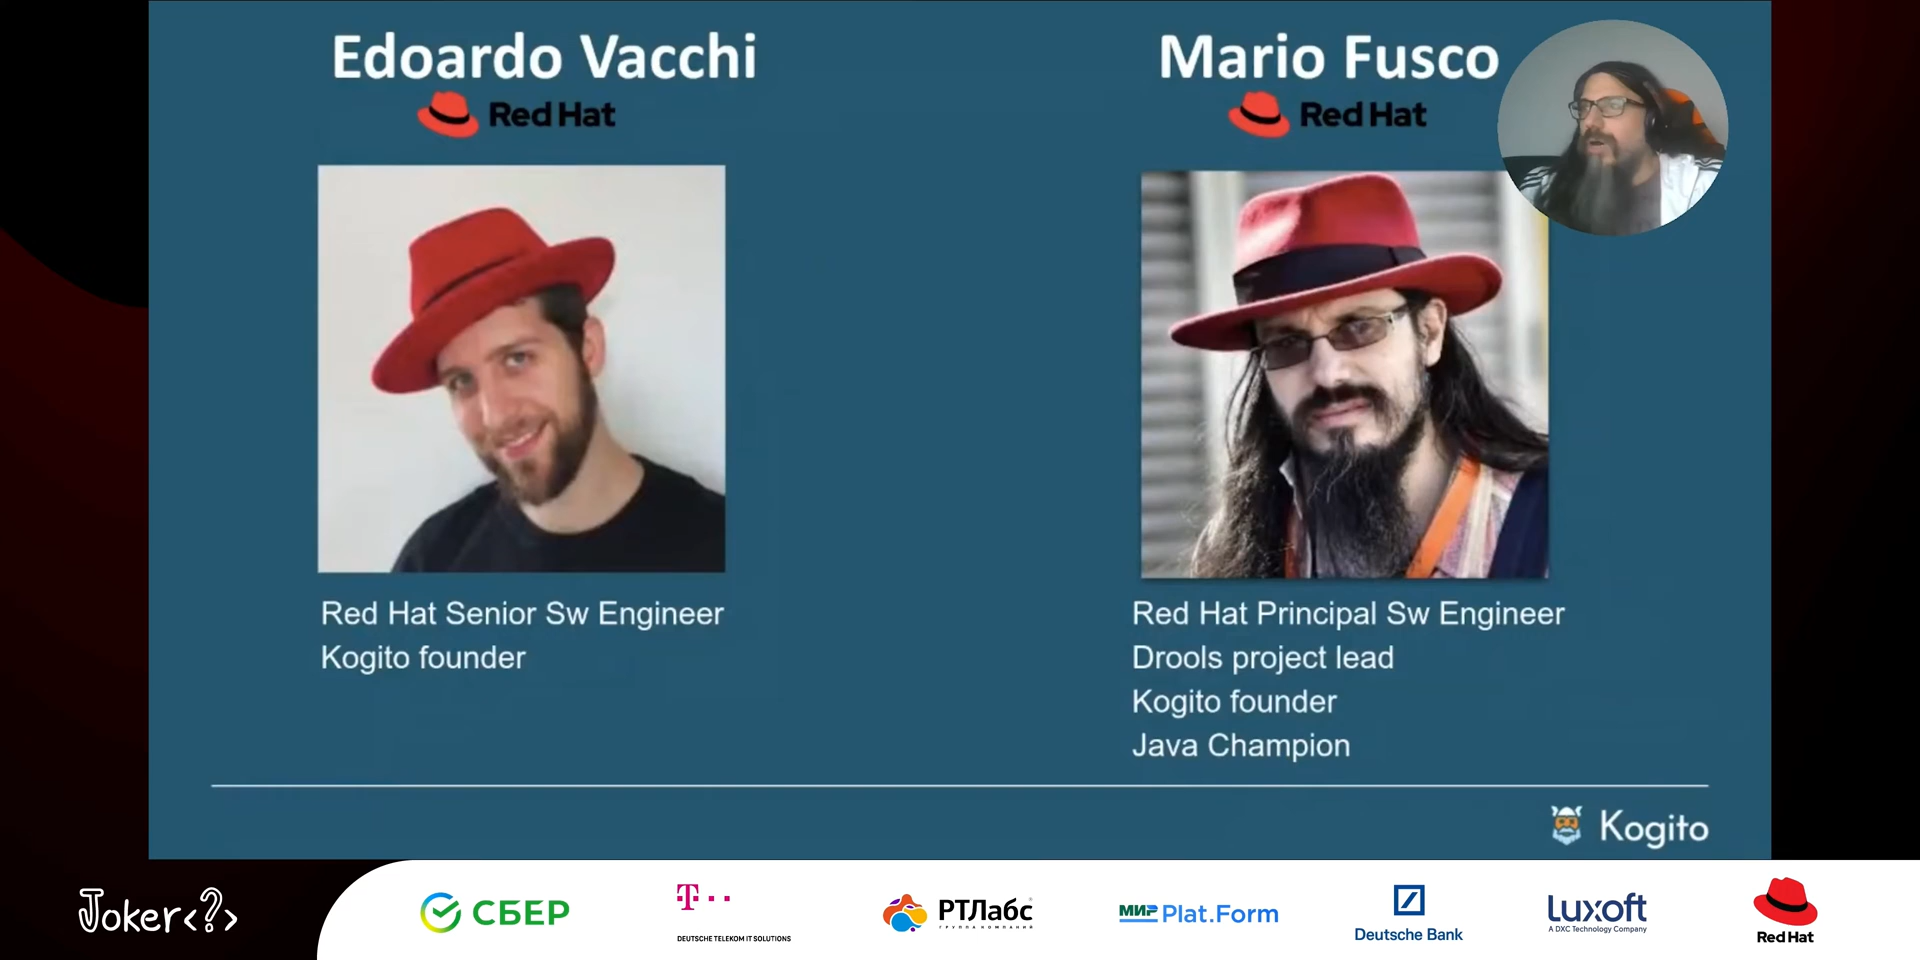 Edoardo Vacchi
Red Hat
Mario Fusco
Red Hat
Red Hat Senior Sw Engineer
Kogito founder
Red Hat Principal Sw Engineer
Drools project lead
Kogito founder
Java Champion
Kogito
Joker<?>
СБЕР
T
DEUTSCHE TELEKOM IT SOLUTIONS
РТЛабс
ГРУППА КОМПАНИЙ
МИР Plat.Form
Deutsche Bank
Luxoft
A DXC Technology Company
Red Hat